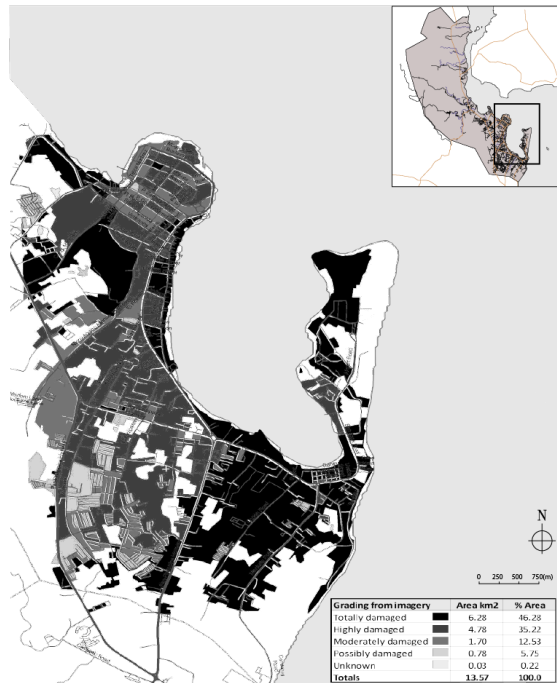 N
0 250 500 750(m)
Grading from imagery Area km2 % Area
Totally damaged 6.28 46.28
Highly damaged 4.78 35.22
Moderately damaged 1.70 12.53
Possibly damaged 0.78 5.75
Unknown 0.03 0.22
Totals 13.57 100.0